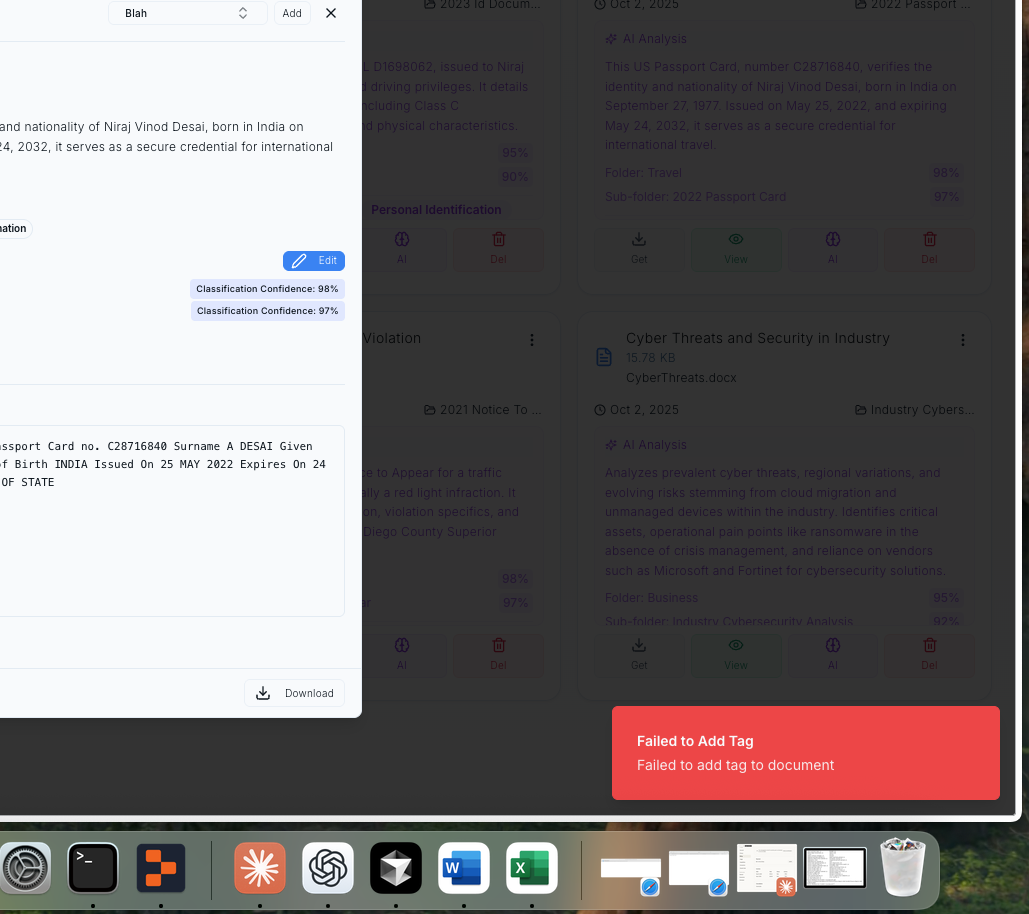 Blah
Add
and nationality of Niraj Vinod Desai, born in India on
24, 2032, it serves as a secure credential for international
nation
Edit
Classification Confidence: 98%
Classification Confidence: 97%
assport Card no. C28716840 Surname A DESAI Given
of Birth INDIA Issued On 25 MAY 2022 Expires On 24
OF STATE
Download
2023 Id Docum...
L D1698062, issued to Niraj
d driving privileges. It details
ncluding Class C
d physical characteristics.
95%
90%
Personal Identification
AI
Del
Oct 2, 2025
2022 Passport ...
AI Analysis
This US Passport Card, number C28716840, verifies the
identity and nationality of Niraj Vinod Desai, born in India on
September 27, 1977. Issued on May 25, 2022, and expiring
May 24, 2032, it serves as a secure credential for
international travel.
Folder: Travel
98%
Sub-folder: 2022 Passport Card
97%
Get
View
AI
Del
Violation
2021 Notice To ...
ce to Appear for a traffic
ally a red light infraction. It
on, violation specifics, and
Diego County Superior
98%
ar
97%
AI
Del
Cyber Threats and Security in Industry
15.78 KB
CyberThreats.docx
Oct 2, 2025
Industry Cybers...
AI Analysis
Analyzes prevalent cyber threats, regional variations, and
evolving risks stemming from cloud migration and
unmanaged devices within the industry. Identifies critical
assets, operational pain points like ransomware in the
absence of crisis management, and reliance on vendors
such as Microsoft and Fortinet for cybersecurity solutions.
Folder: Business
95%
Sub-folder: Industry Cybersecurity Analysis
92%
Get
View
AI
Del
Failed to Add Tag
Failed to add tag to document
>_
W
X